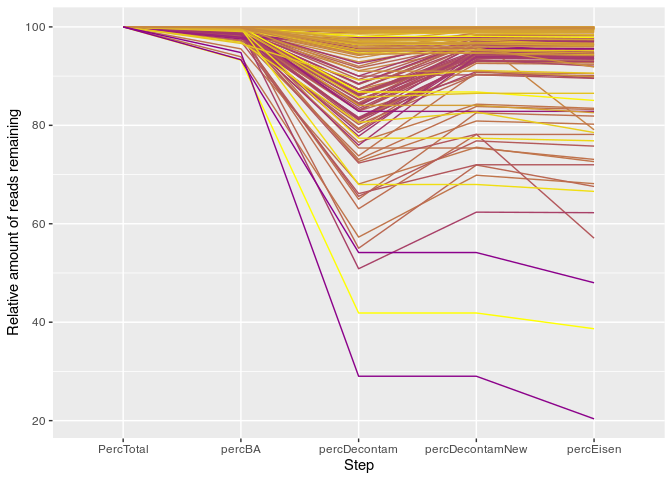 Relative amount of reads remaining
100
80
60
40
20
PercTotal percBA percDecontam percDecontamNew percEisen
Step